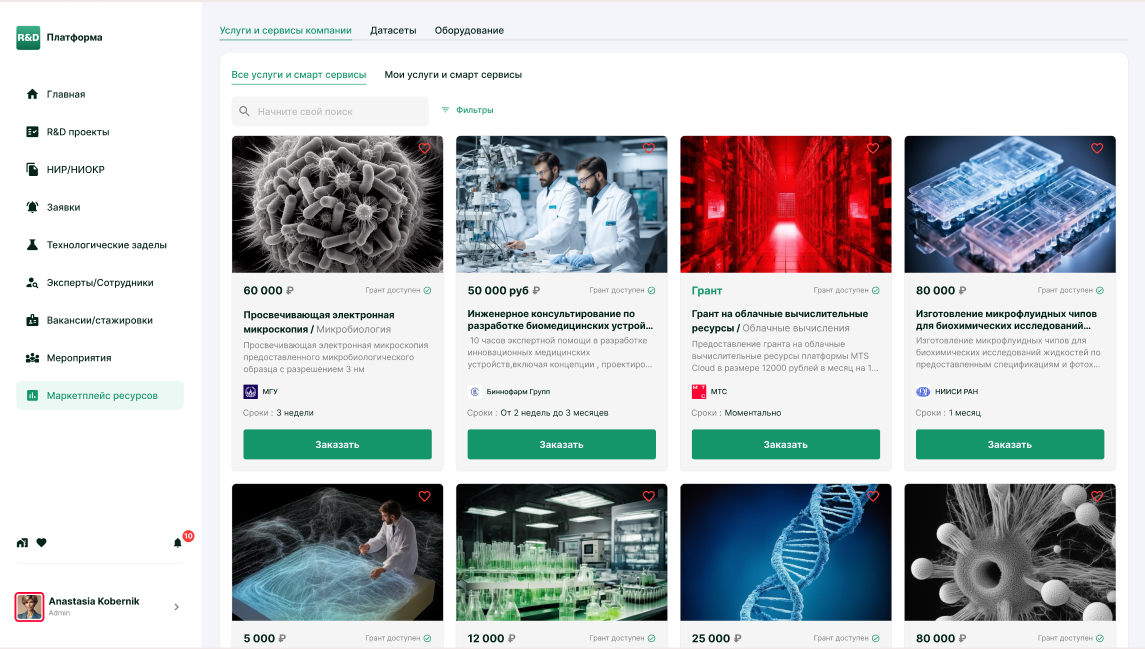 R&D Платформа
Главная
R&D проекты
НИР/НИОКР
Заявки
Технологические заделы
Эксперты/Сотрудники
Вакансии/стажировки
Мероприятия
Маркетплейс ресурсов
10
Anastasia Kobernik
Admin
Услуги и сервисы компании Датасеты Оборудование
Все услуги и смарт сервисы Мои услуги и смарт сервисы
Начните свой поиск Фильтры
60 000 ₽ Грант доступен
Просвечивающая электронная
микроскопия / Микробиология
Просвечивающая электронная микроскопия
предоставленного микробиологического
образца с разрешением 3 нм
МГУ
Сроки : 3 недели
Заказать
50 000 руб ₽ Грант доступен
Инженерное консультирование по
разработке биомедицинских устрой...
10 часов экспертной помощи в разработке
инновационных медицинских
устройств,включая концепции , проектиро...
Биннофарм Групп
Сроки : От 2 недель до 3 месяцев
Заказать
Грант Грант доступен
Грант на облачные вычислительные
ресурсы / Облачные вычисления
Предоставление гранта на облачные
вычислительные ресурсы платформы MTS
Cloud в размере 12000 рублей в месяц на 1...
МТС МТС
Сроки : Моментально
Заказать
80 000 ₽ Грант доступен
Изготовление микрофлуидных чипов
для биохимических исследований...
Изготовление микрофлуидных чипов для
биохимических исследований жидкостей по
предоставленным спецификациям и фотох...
НИИСИ РАН
Сроки : 1 месяц
Заказать
5 000 ₽ Грант доступен
12 000 ₽ Грант доступен
25 000 ₽ Грант доступен
80 000 ₽ Грант доступен